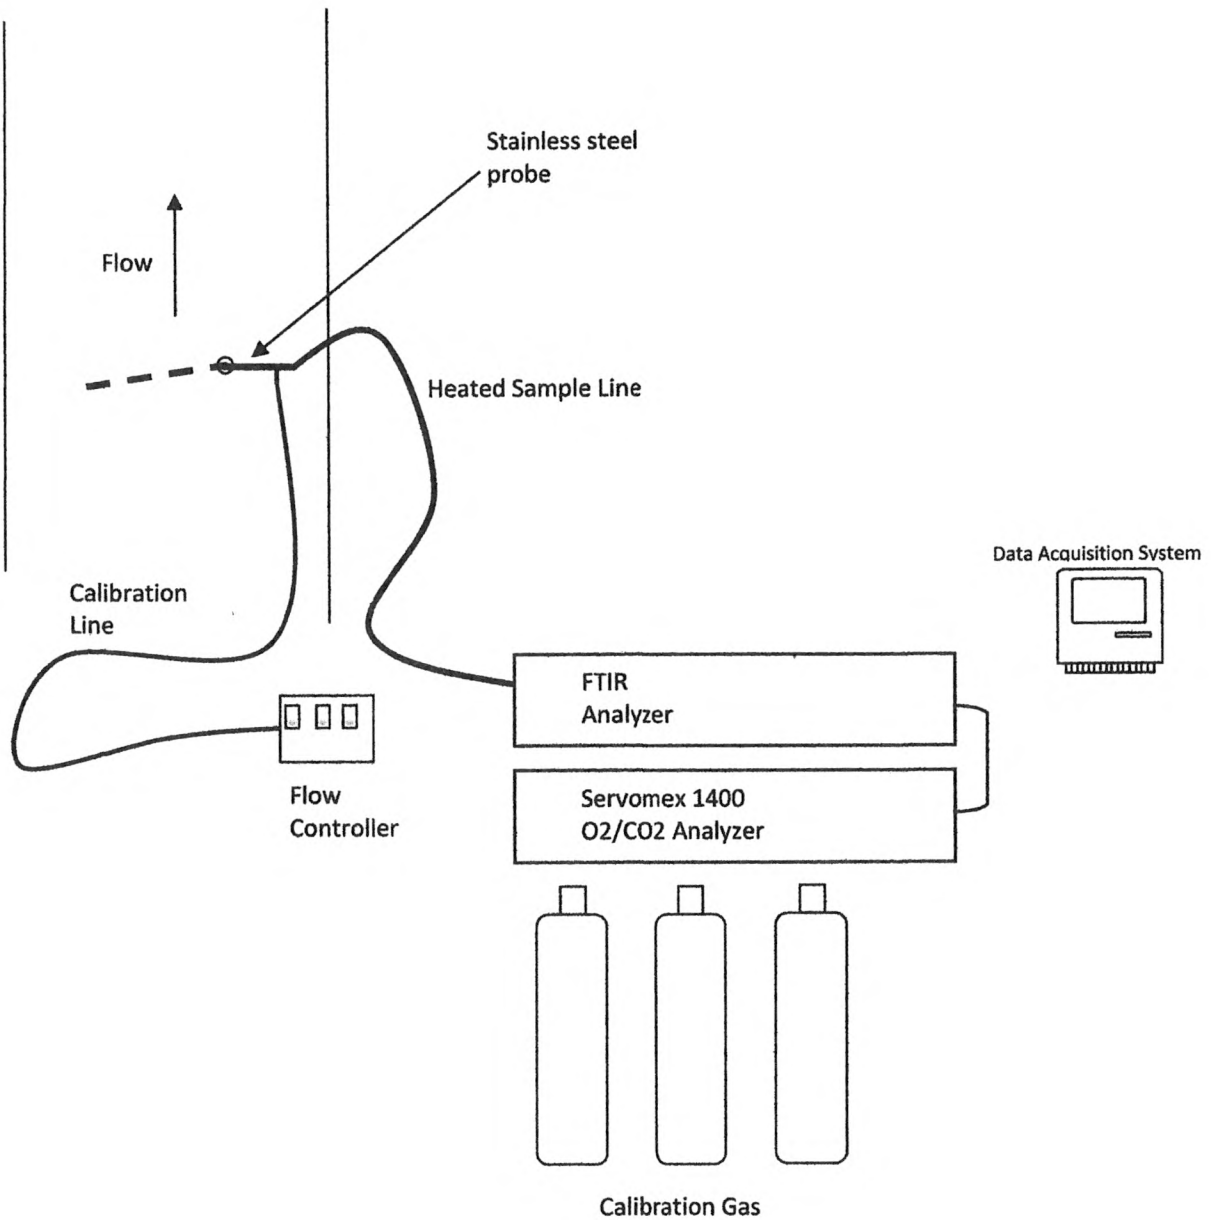 Stainless steel
probe
Flow
Heated Sample Line
Data Acquisition System
Calibration
Line
FTIR
Analyzer
Flow
Controller
Servomex 1400
O2/CO2 Analyzer
Calibration Gas